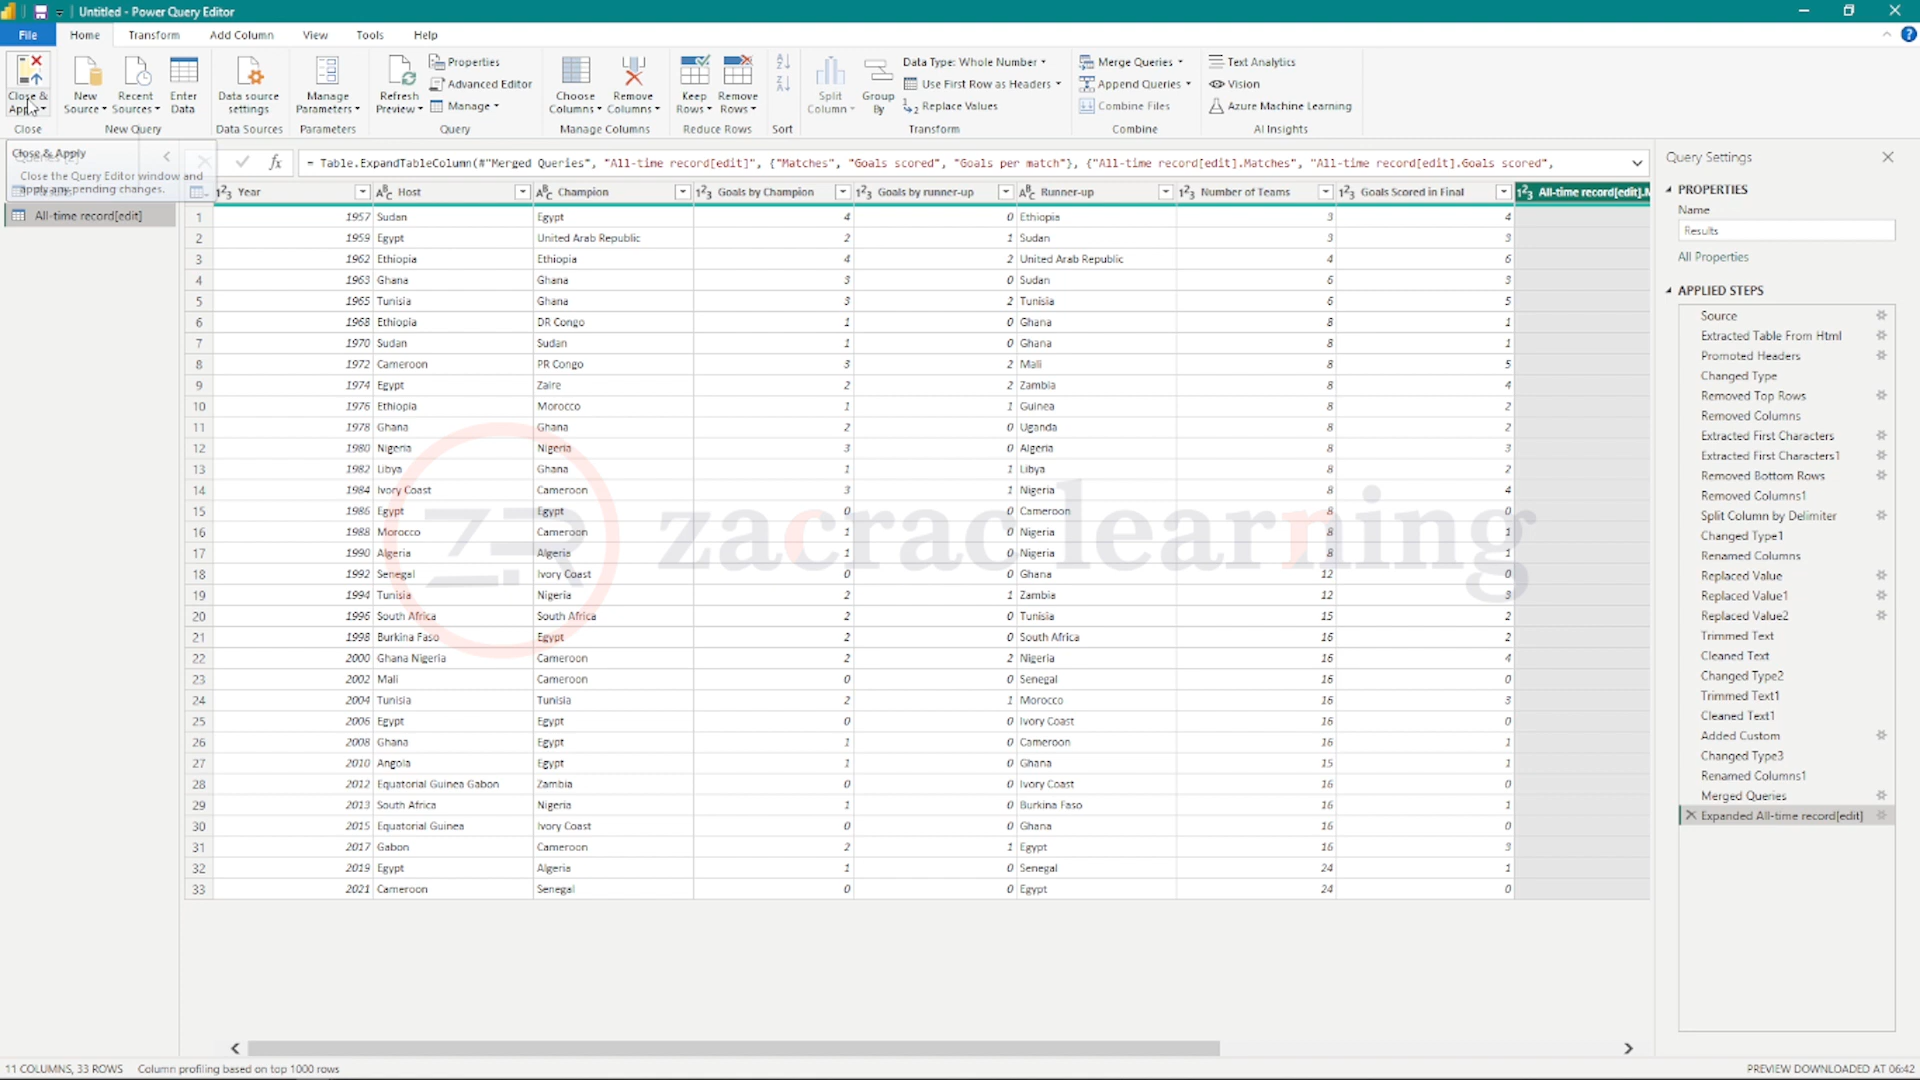 Untitled - Power Query Editor
File Home Transform Add Column View Tools Help
Close & Apply
New Source
Recent Sources
Enter Data
Data source settings
Manage Parameters
Refresh Preview
Properties
Advanced Editor
Manage
Choose Columns
Remove Columns
Keep Rows
Remove Rows
Split Column
Group By
Data Type: Whole Number
Use First Row as Headers
Replace Values
Merge Queries
Append Queries
Combine Files
Text Analytics
Vision
Azure Machine Learning
Close New Query Data Sources Parameters Query Manage Columns Reduce Rows Sort Transform Combine AI Insights
Close & Apply
Close the Query Editor window and apply any pending changes.
All-time record[edit]
= Table.ExpandTableColumn(#"Merged Queries", "All-time record[edit]", {"Matches", "Goals scored", "Goals per match"}, {"All-time record[edit].Matches", "All-time record[edit].Goals scored",
Year Host Champion Goals by Champion Goals by runner-up Runner-up Number of Teams Goals Scored in Final All-time record[edit].M
1 1957 Sudan Egypt 4 0 Ethiopia 3 4
2 1959 Egypt United Arab Republic 2 1 Sudan 3 3
3 1962 Ethiopia Ethiopia 4 2 United Arab Republic 4 6
4 1963 Ghana Ghana 3 0 Sudan 6 3
5 1965 Tunisia Ghana 3 2 Tunisia 6 5
6 1968 Ethiopia DR Congo 1 0 Ghana 8 1
7 1970 Sudan Sudan 1 0 Ghana 8 1
8 1972 Cameroon PR Congo 3 2 Mali 8 5
9 1974 Egypt Zaire 2 2 Zambia 8 4
10 1976 Ethiopia Morocco 1 1 Guinea 8 2
11 1978 Ghana Ghana 2 0 Uganda 8 2
12 1980 Nigeria Nigeria 3 0 Algeria 8 3
13 1982 Libya Ghana 1 1 Libya 8 2
14 1984 Ivory Coast Cameroon 3 1 Nigeria 8 4
15 1986 Egypt Egypt 0 0 Cameroon 8 0
16 1988 Morocco Cameroon 1 0 Nigeria 8 1
17 1990 Algeria Algeria 1 0 Nigeria 8 1
18 1992 Senegal Ivory Coast 0 0 Ghana 12 0
19 1994 Tunisia Nigeria 2 1 Zambia 12 3
20 1996 South Africa South Africa 2 0 Tunisia 15 2
21 1998 Burkina Faso Egypt 2 0 South Africa 16 2
22 2000 Ghana Nigeria Cameroon 2 2 Nigeria 16 4
23 2002 Mali Cameroon 0 0 Senegal 16 0
24 2004 Tunisia Tunisia 2 1 Morocco 16 3
25 2006 Egypt Egypt 0 0 Ivory Coast 16 0
26 2008 Ghana Egypt 1 0 Cameroon 16 1
27 2010 Angola Egypt 1 0 Ghana 15 1
28 2012 Equatorial Guinea Gabon Zambia 0 0 Ivory Coast 16 0
29 2013 South Africa Nigeria 1 0 Burkina Faso 16 1
30 2015 Equatorial Guinea Ivory Coast 0 0 Ghana 16 0
31 2017 Gabon Cameroon 2 1 Egypt 16 3
32 2019 Egypt Algeria 1 0 Senegal 24 1
33 2021 Cameroon Senegal 0 0 Egypt 24 0
zacrac learning
Query Settings
PROPERTIES
Name
Results
All Properties
APPLIED STEPS
Source
Extracted Table From Html
Promoted Headers
Changed Type
Removed Top Rows
Removed Columns
Extracted First Characters
Extracted First Characters1
Removed Bottom Rows
Removed Columns1
Split Column by Delimiter
Changed Type1
Renamed Columns
Replaced Value
Replaced Value1
Replaced Value2
Trimmed Text
Cleaned Text
Changed Type2
Trimmed Text1
Cleaned Text1
Added Custom
Changed Type3
Renamed Columns1
Merged Queries
Expanded All-time record[edit]
11 COLUMNS, 33 ROWS Column profiling based on top 1000 rows
PREVIEW DOWNLOADED AT 06:42